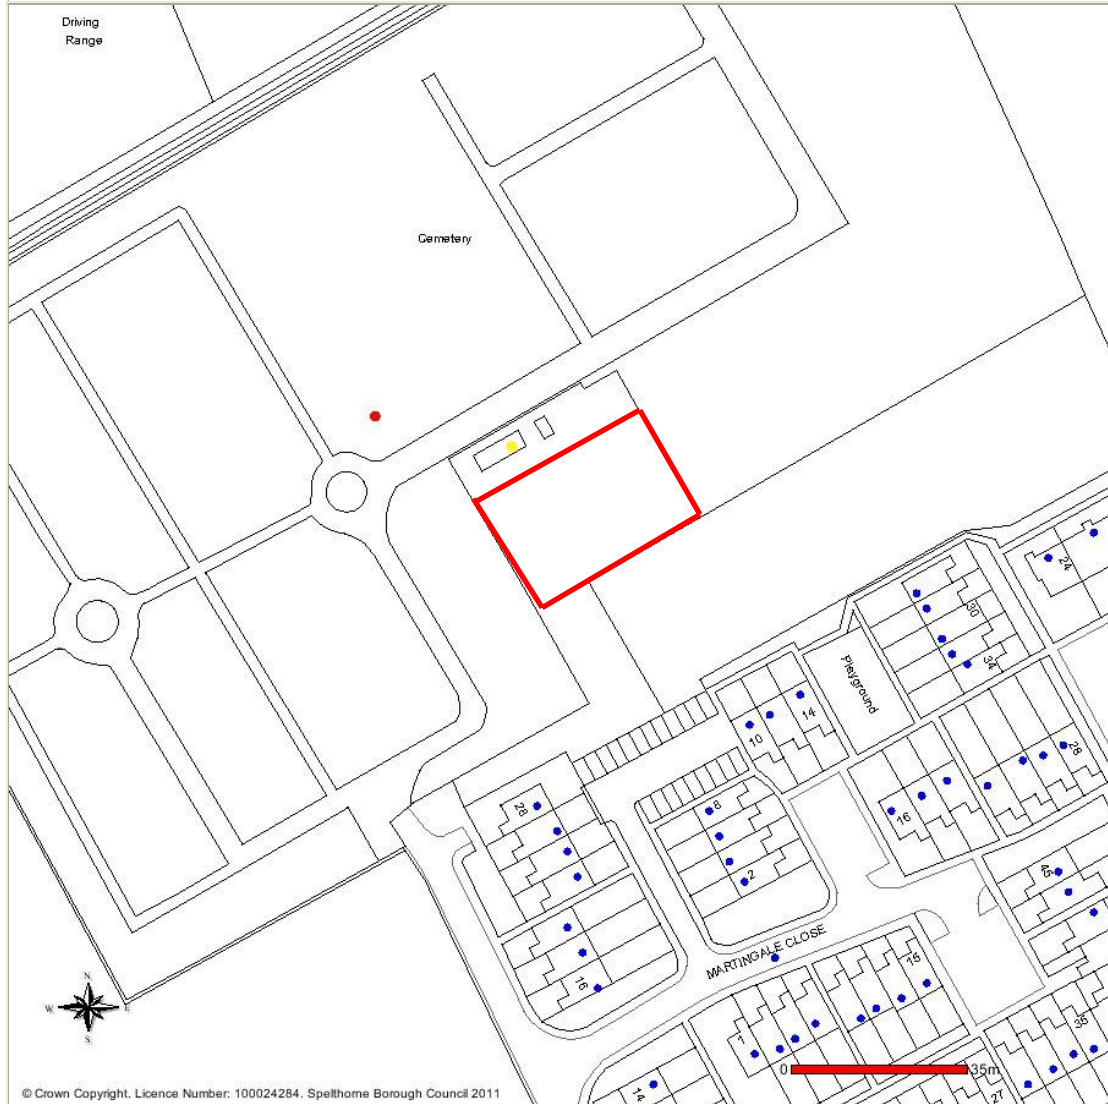 Driving
Range
Cemetery
24
30
34
Playground
14
10
28
16
28
8
2
45
MARTINGALE CLOSE
16
15
1
35
14
27
N
W
E
S
0
35m
© Crown Copyright. Licence Number: 100024284. Spelthorne Borough Council 2011